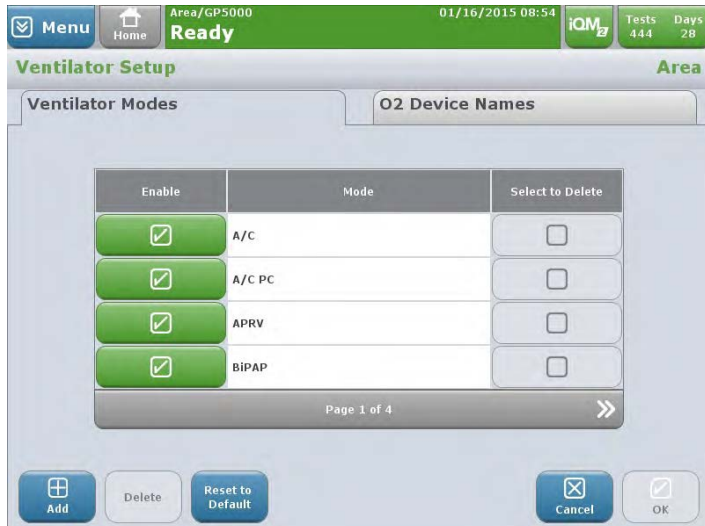 Menu
Home
Area/GP5000
Ready
01/16/2015 08:54
iQM2
Tests Days
444 28
Ventilator Setup
Area
Ventilator Modes
O2 Device Names
Enable Mode Select to Delete
A/C
A/C PC
APRV
BiPAP
Page 1 of 4
Add
Delete
Reset to
Default
Cancel
OK